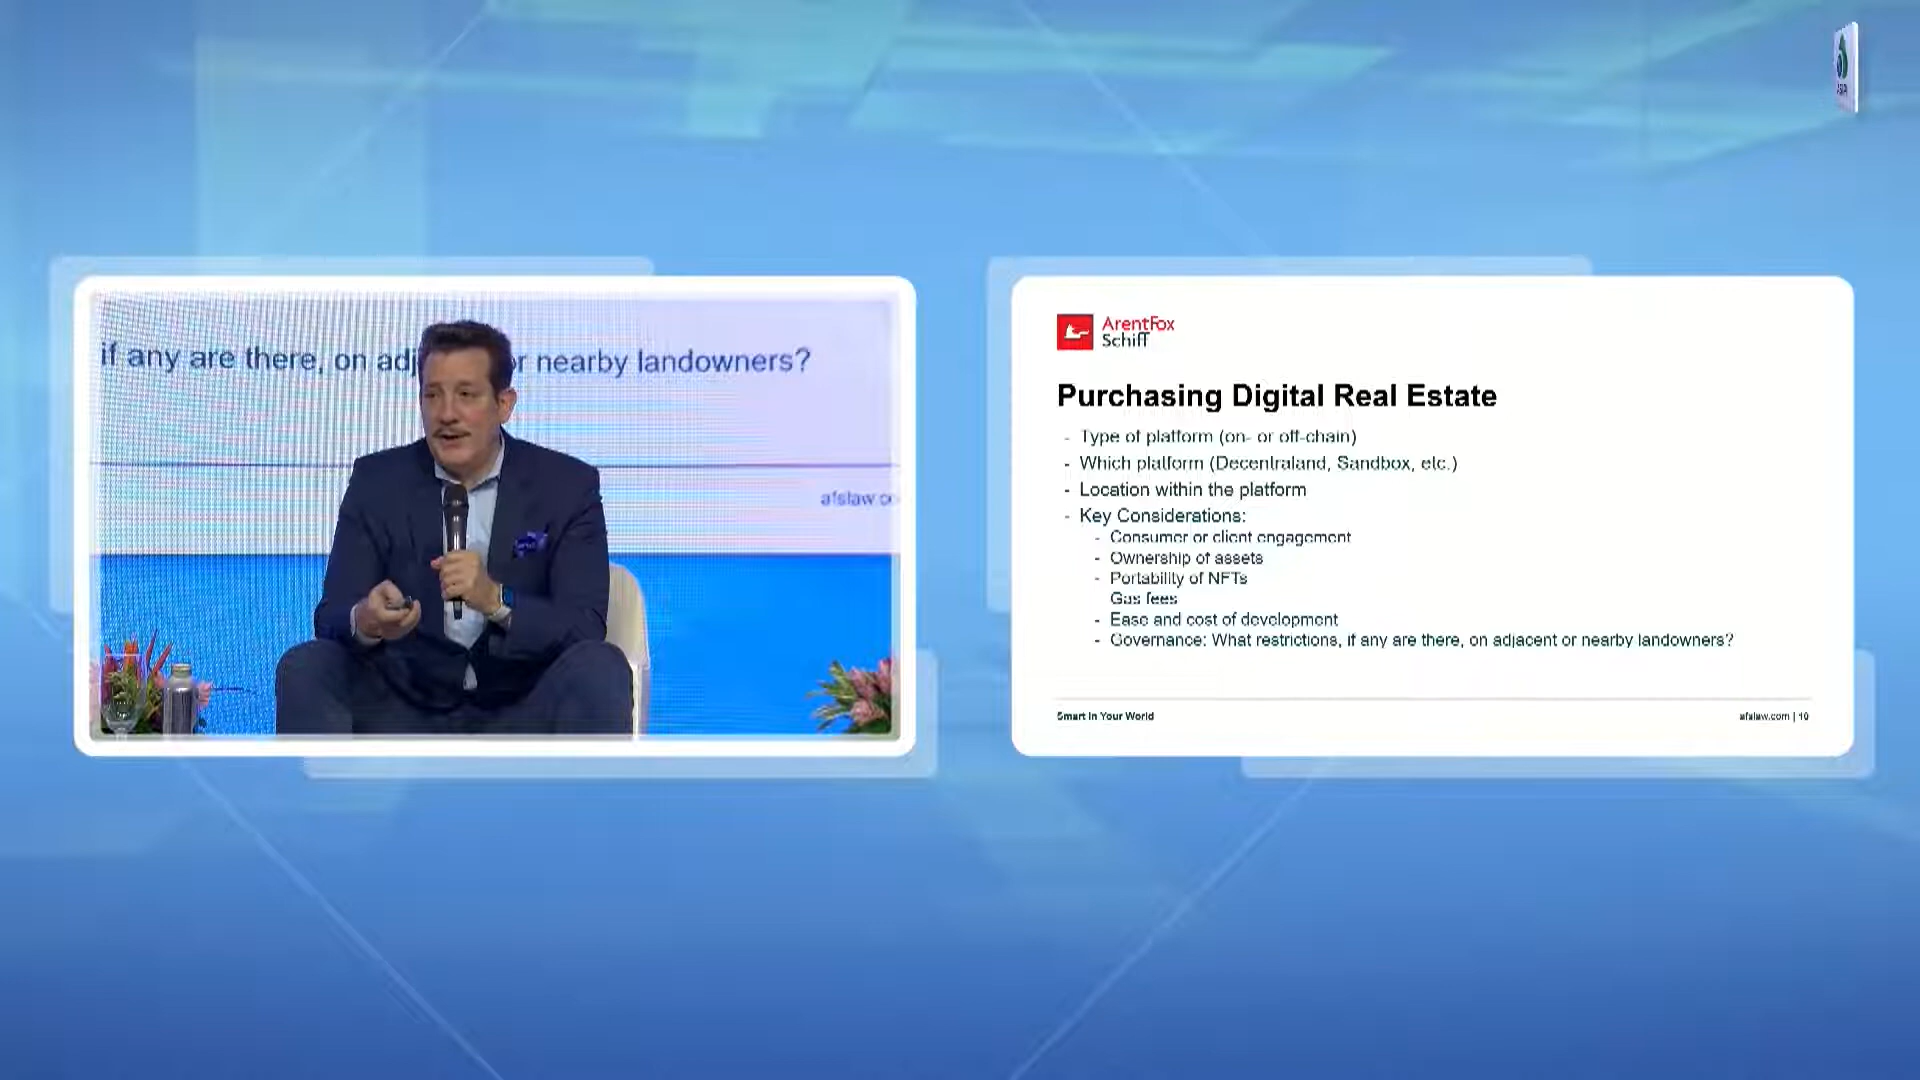 if any are there, on adj or nearby landowners?
afslaw.co
ArentFox
Schiff
Purchasing Digital Real Estate
- Type of platform (on- or off-chain)
- Which platform (Decentraland, Sandbox, etc.)
- Location within the platform
- Key Considerations:
- Consumer or client engagement
- Ownership of assets
- Portability of NFTs
Gas fees
- Ease and cost of development
- Governance: What restrictions, if any are there, on adjacent or nearby landowners?
Smart In Your World
afslaw.com | 10